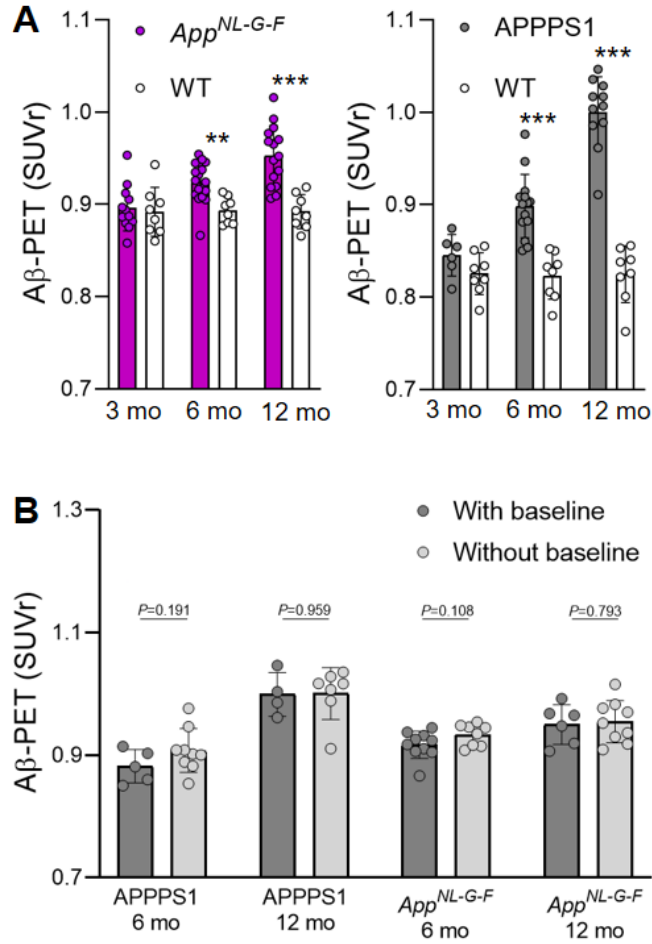 A
App^NL-G-F
WT
***
**
Aβ-PET (SUVr)
1.0
0.9
0.8
0.7
3 mo 6 mo 12 mo
APPPS1
WT
***
***
Aβ-PET (SUVr)
1.0
0.9
0.8
0.7
3 mo 6 mo 12 mo
B
With baseline
Without baseline
Aβ-PET (SUVr)
1.3
1.1
0.9
0.7
P=0.191 P=0.959 P=0.108 P=0.793
APPPS1 APPPS1 App^NL-G-F App^NL-G-F
6 mo 12 mo 6 mo 12 mo